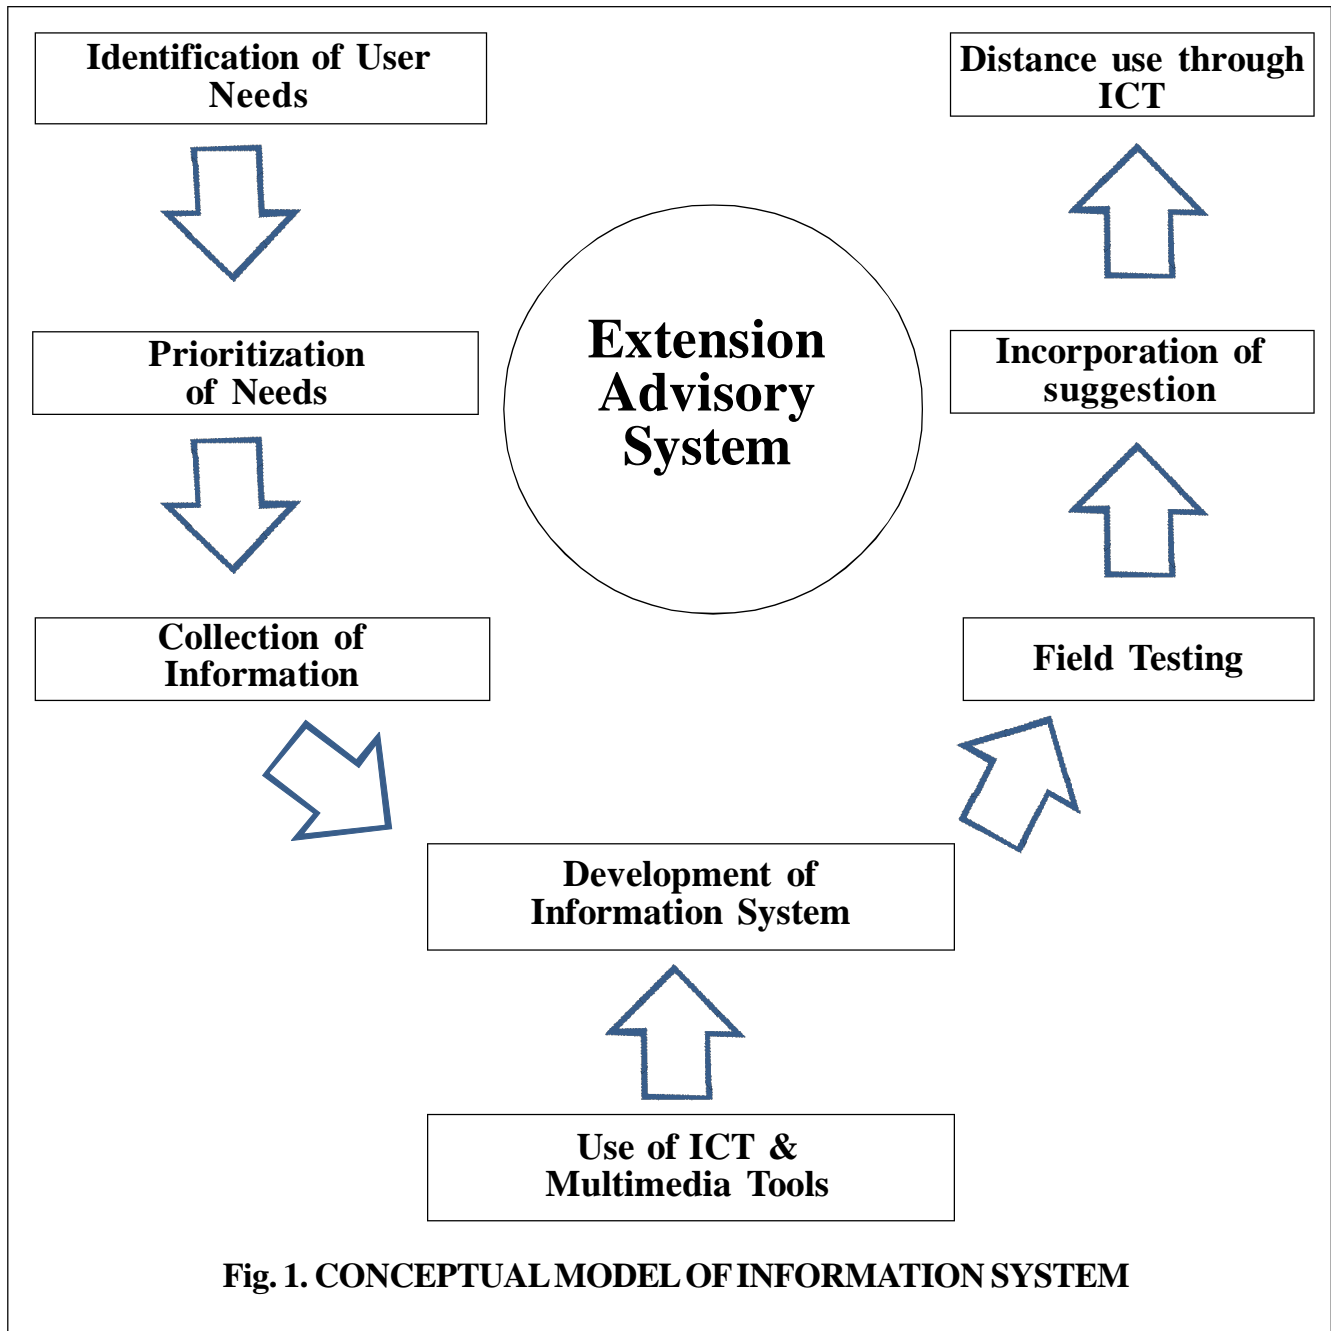 Identification of User
Needs
Distance use through
ICT
Extension
Advisory
System
Prioritization
of Needs
Incorporation of
suggestion
Collection of
Information
Field Testing
Development of
Information System
Use of ICT &
Multimedia Tools
Fig. 1. CONCEPTUAL MODEL OF INFORMATION SYSTEM